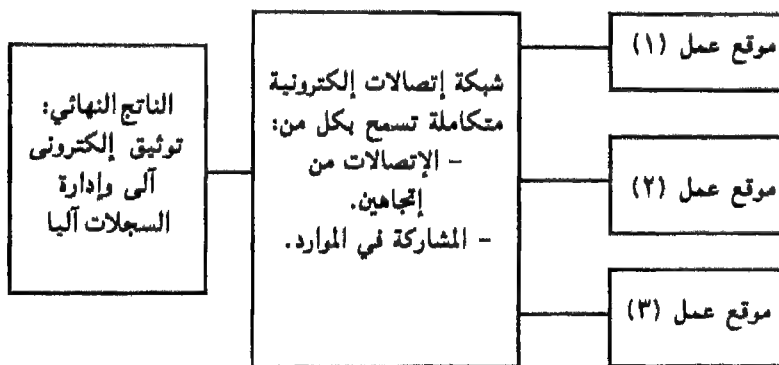 موقع عمل (١)
شبكة إتصالات إلكترونية
متكاملة تسمح بكل من:
- الإتصالات من
إتجاهين.
- المشاركة في الموارد.
الناتج النهائي:
توثيق إلكترونى
آلى وإدارة
السجلات آليا
موقع عمل (٢)
موقع عمل (٣)